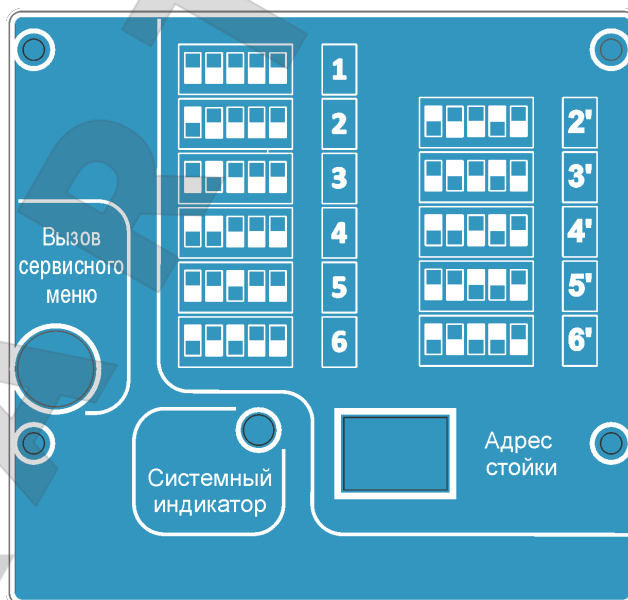 1
2
2'
3
3'
4
4'
5
5'
6
6'
Вызов
сервисного
меню
Системный
индикатор
Адрес
стойки